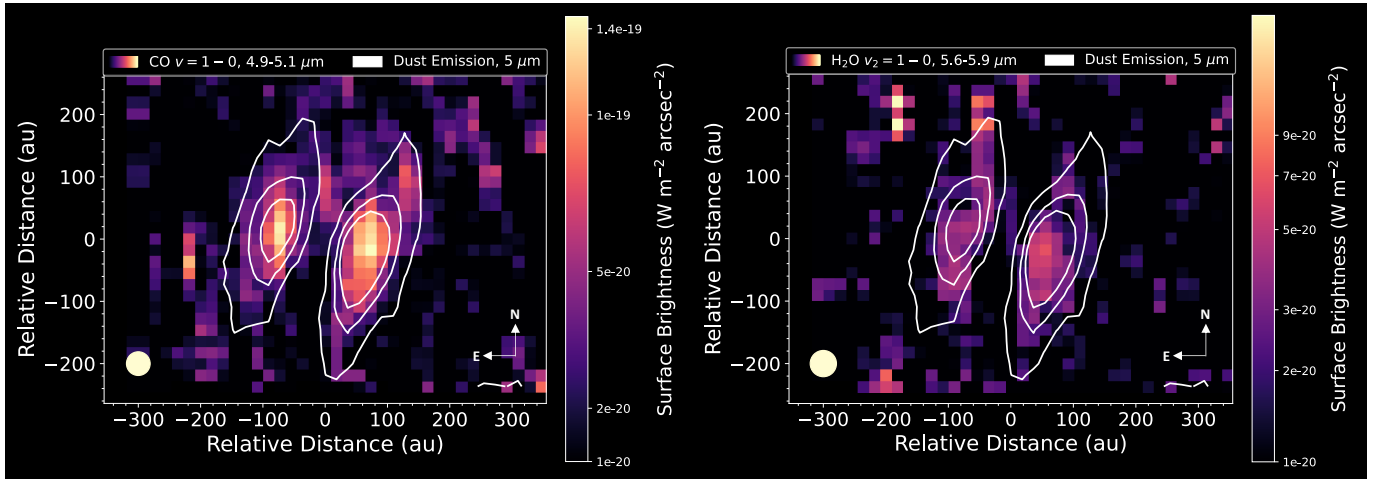 CO v = 1 − 0, 4.9-5.1 μm
Dust Emission, 5 μm
Relative Distance (au)
200
100
0
−100
−200
−300
−200
−100
0
100
200
300
Relative Distance (au)
N
E
1.4e-19
1e-19
5e-20
2e-20
1e-20
Surface Brightness (W m−2 arcsec−2)
H2O v2 = 1 − 0, 5.6-5.9 μm
Dust Emission, 5 μm
Relative Distance (au)
200
100
0
−100
−200
−300
−200
−100
0
100
200
300
Relative Distance (au)
N
E
9e-20
7e-20
5e-20
3e-20
2e-20
1e-20
Surface Brightness (W m−2 arcsec−2)